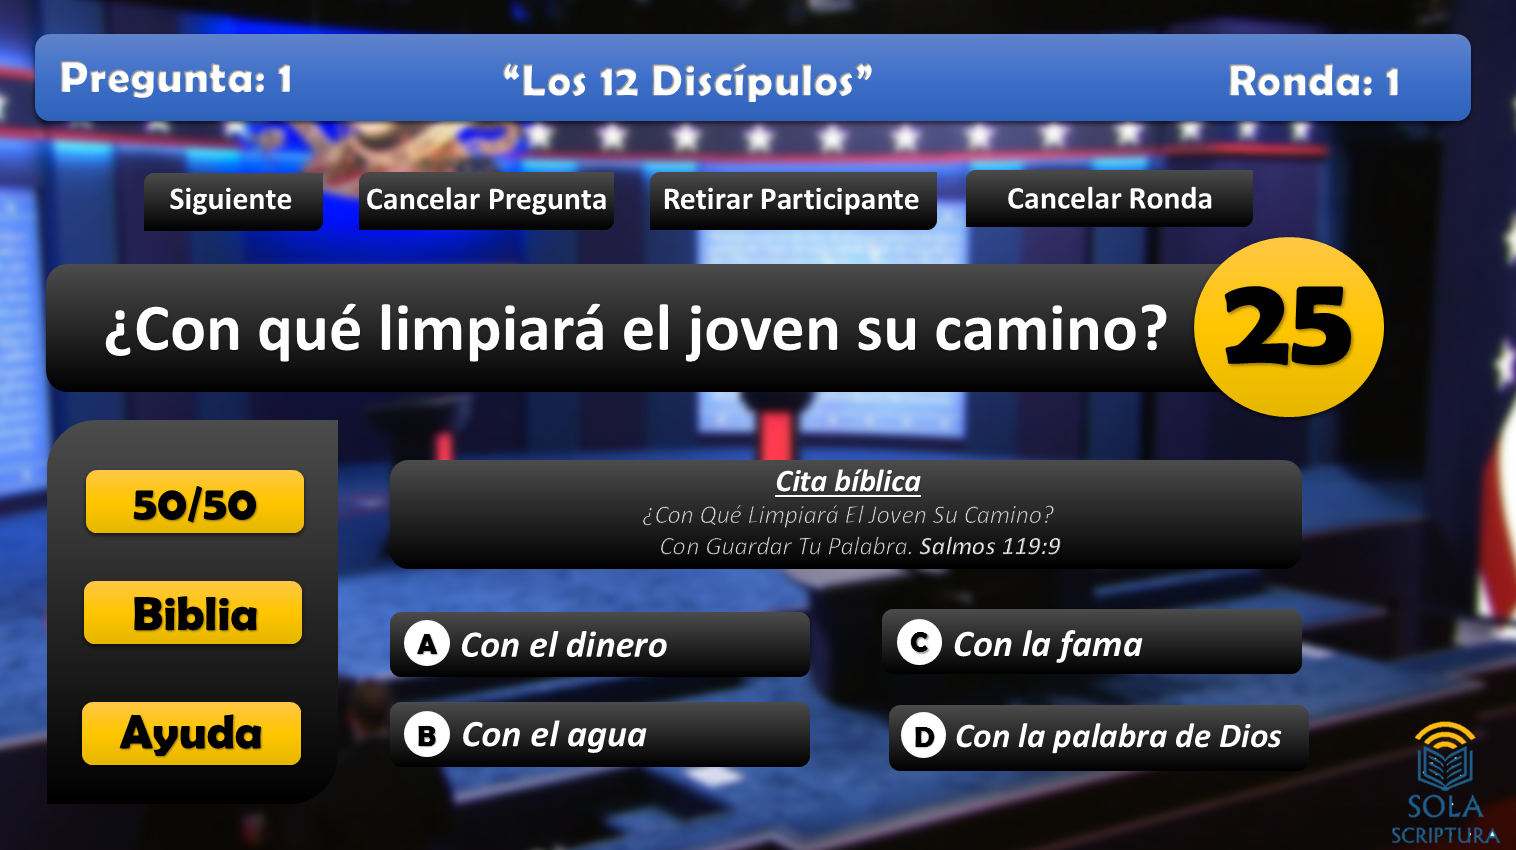 Pregunta: 1
“Los 12 Discípulos”
Ronda: 1
Siguiente
Cancelar Pregunta
Retirar Participante
Cancelar Ronda
¿Con qué limpiará el joven su camino?
25
50/50
Biblia
Ayuda
Cita bíblica
¿Con Qué Limpiará El Joven Su Camino?
Con Guardar Tu Palabra. Salmos 119:9
A Con el dinero
C Con la fama
B Con el agua
D Con la palabra de Dios
SOLA
SCRIPTURA